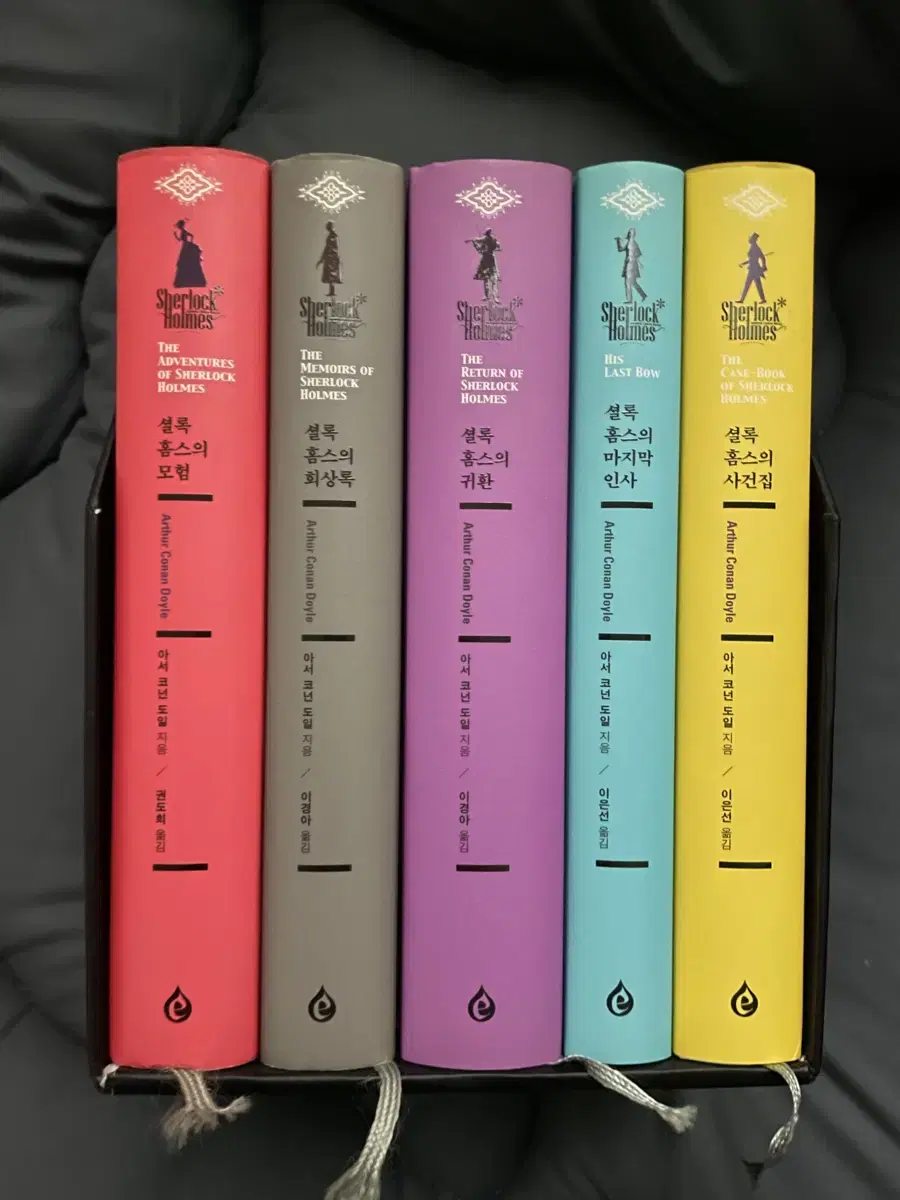 Sherlock*
Holmes
THE
ADVENTURES
OF SHERLOCK
HOLMES
셜록
홈스의
모험
Arthur Conan Doyle
아서 코넌 도일 지음 / 권도희 옮김
e
Sherlock*
Holmes
THE
MEMOIRS OF
SHERLOCK
HOLMES
셜록
홈스의
회상록
Arthur Conan Doyle
아서 코넌 도일 지음 / 이경아 옮김
e
Sherlock*
Holmes
THE
RETURN OF
SHERLOCK
HOLMES
셜록
홈스의
귀환
Arthur Conan Doyle
아서 코넌 도일 지음 / 이경아 옮김
e
Sherlock*
Holmes
HIS
LAST BOW
셜록
홈스의
마지막
인사
Arthur Conan Doyle
아서 코넌 도일 지음 / 이은선 옮김
e
Sherlock*
Holmes
THE
CASE-BOOK
OF SHERLOCK
HOLMES
셜록
홈스의
사건집
Arthur Conan Doyle
아서 코넌 도일 지음 / 이은선 옮김
e